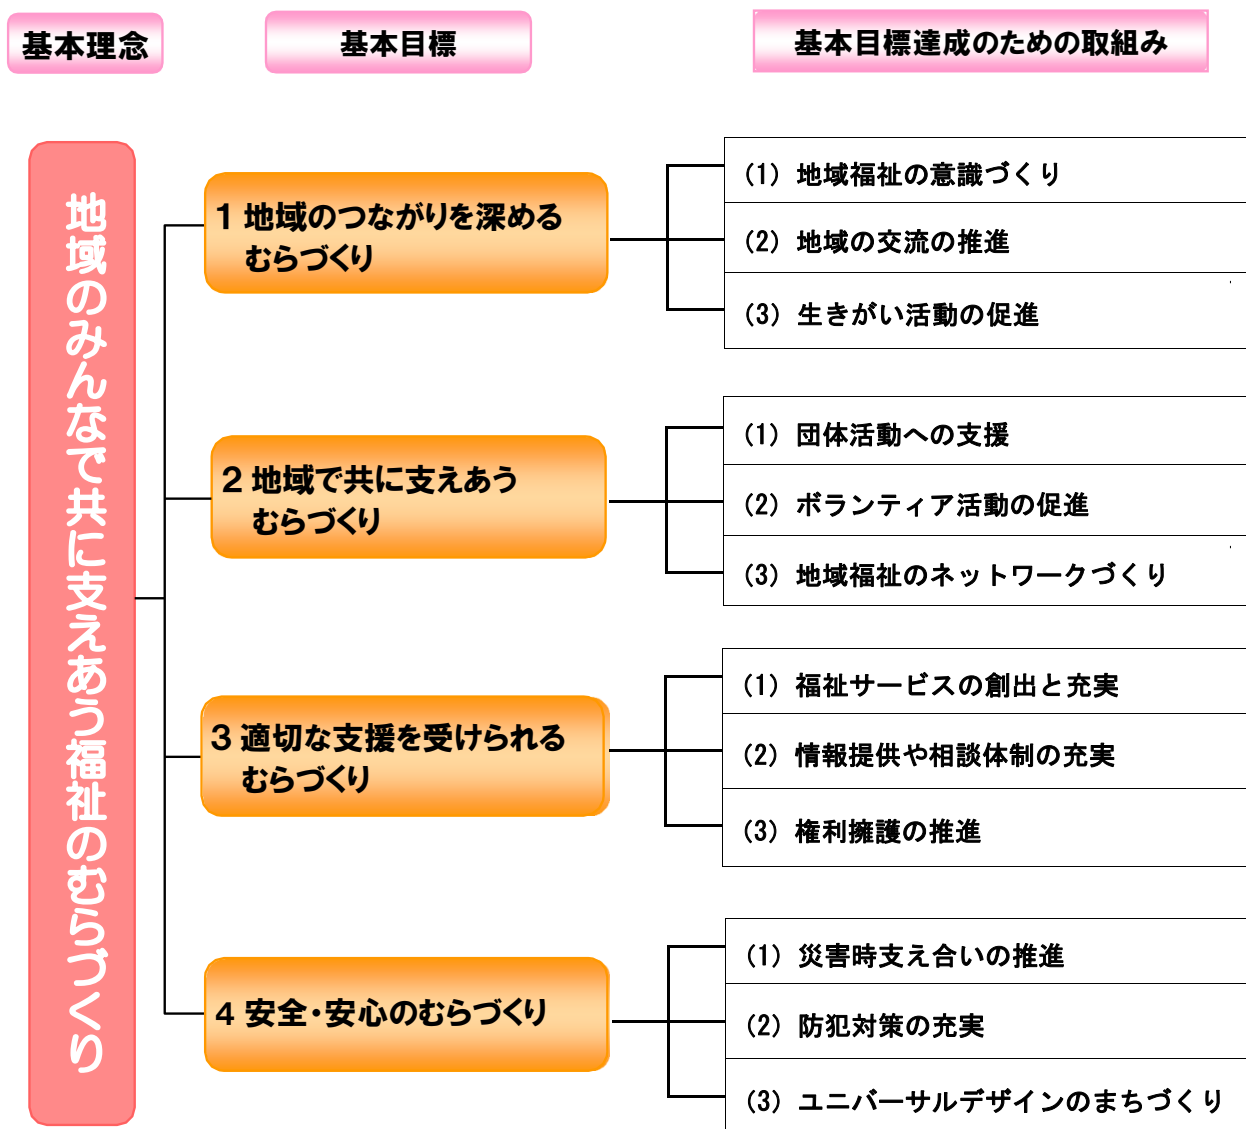 基本理念
基本目標
基本目標達成のための取組み
地域のみんなで共に支えあう福祉のむらづくり
1 地域のつながりを深める
むらづくり
(1) 地域福祉の意識づくり
(2) 地域の交流の推進
(3) 生きがい活動の促進
2 地域で共に支えあう
むらづくり
(1) 団体活動への支援
(2) ボランティア活動の促進
(3) 地域福祉のネットワークづくり
3 適切な支援を受けられる
むらづくり
(1) 福祉サービスの創出と充実
(2) 情報提供や相談体制の充実
(3) 権利擁護の推進
4 安全・安心のむらづくり
(1) 災害時支え合いの推進
(2) 防犯対策の充実
(3) ユニバーサルデザインのまちづくり